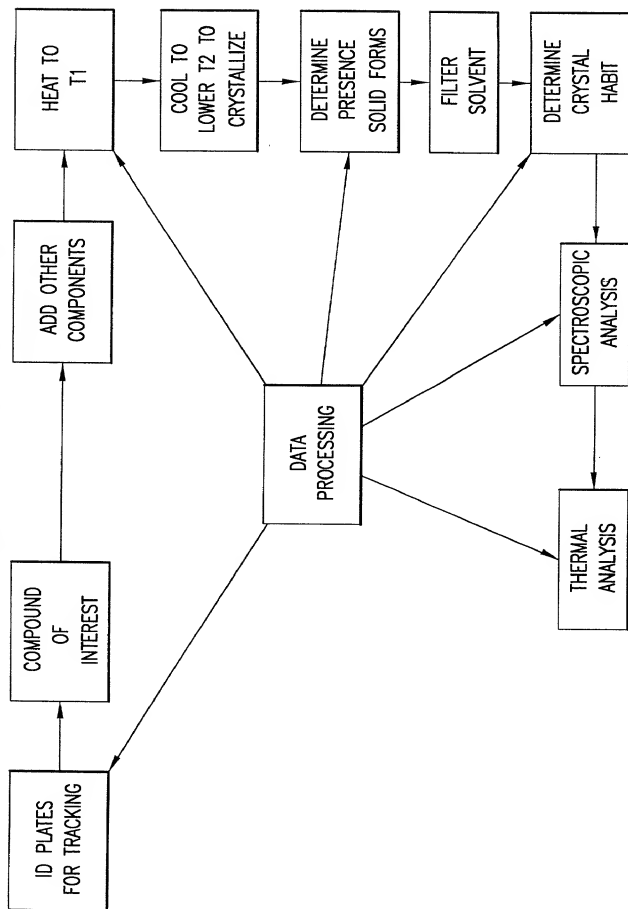 ID PLATES
FOR TRACKING
COMPOUND
OF
INTEREST
ADD OTHER
COMPONENTS
HEAT TO
T1
COOL TO
LOWER T2 TO
CRYSTALLIZE
DETERMINE
PRESENCE
SOLID FORMS
FILTER
SOLVENT
DETERMINE
CRYSTAL
HABIT
SPECTROSCOPIC
ANALYSIS
THERMAL
ANALYSIS
DATA
PROCESSING